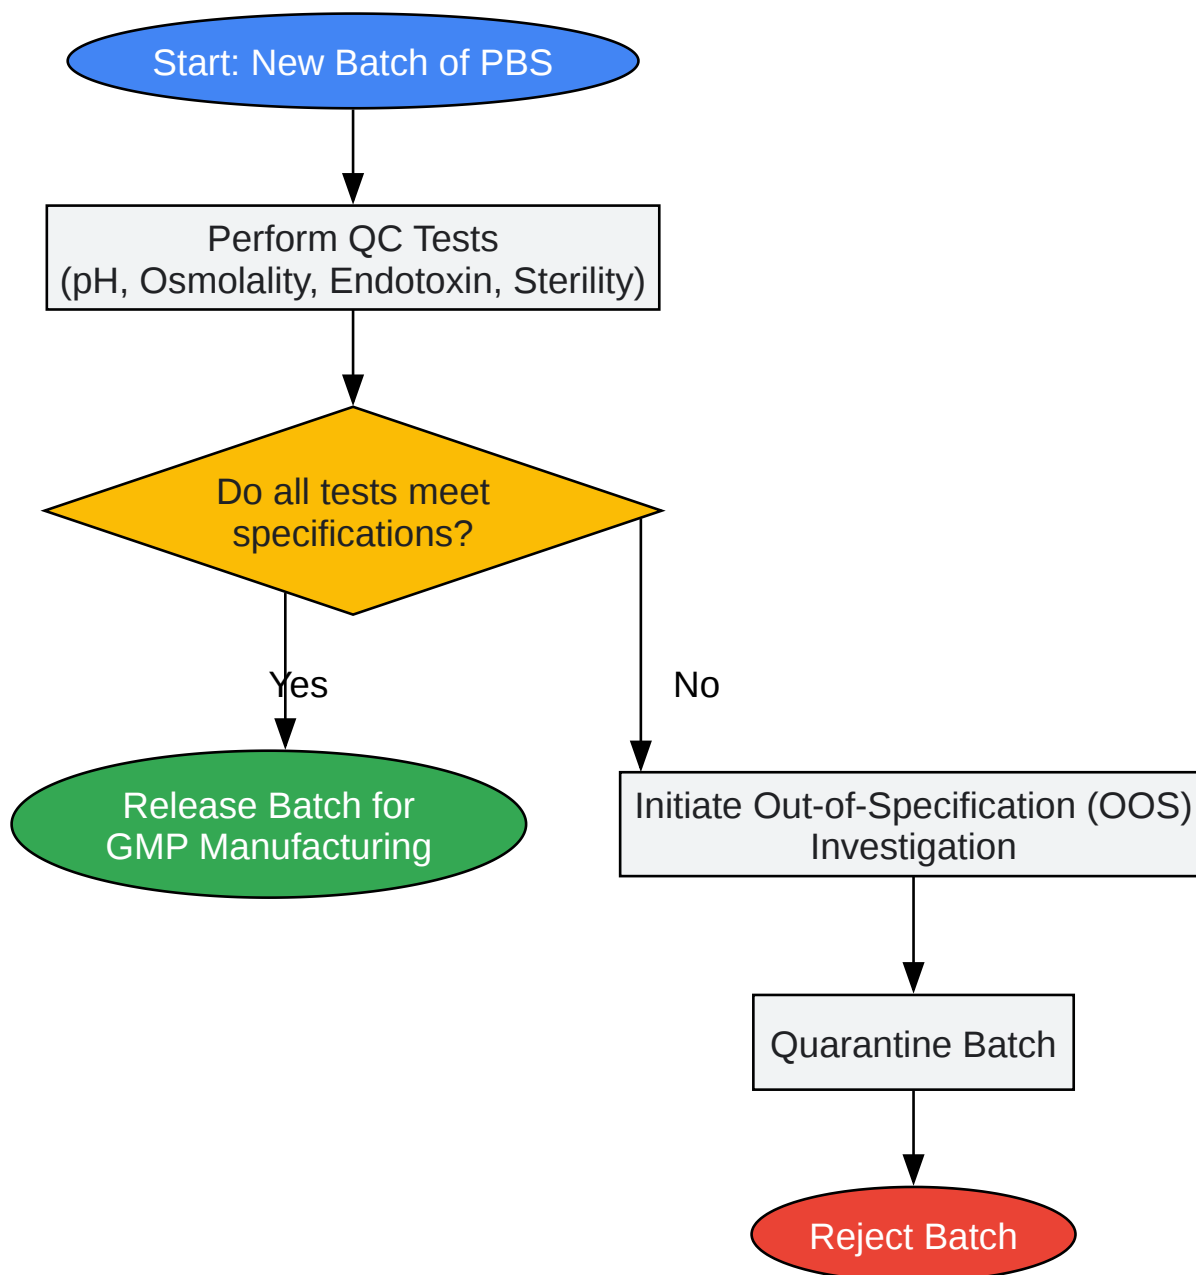 Start: New Batch of PBS
Perform QC Tests
(pH, Osmolality, Endotoxin, Sterility)
Do all tests meet
specifications?
Yes
No
Release Batch for
GMP Manufacturing
Initiate Out-of-Specification (OOS)
Investigation
Quarantine Batch
Reject Batch